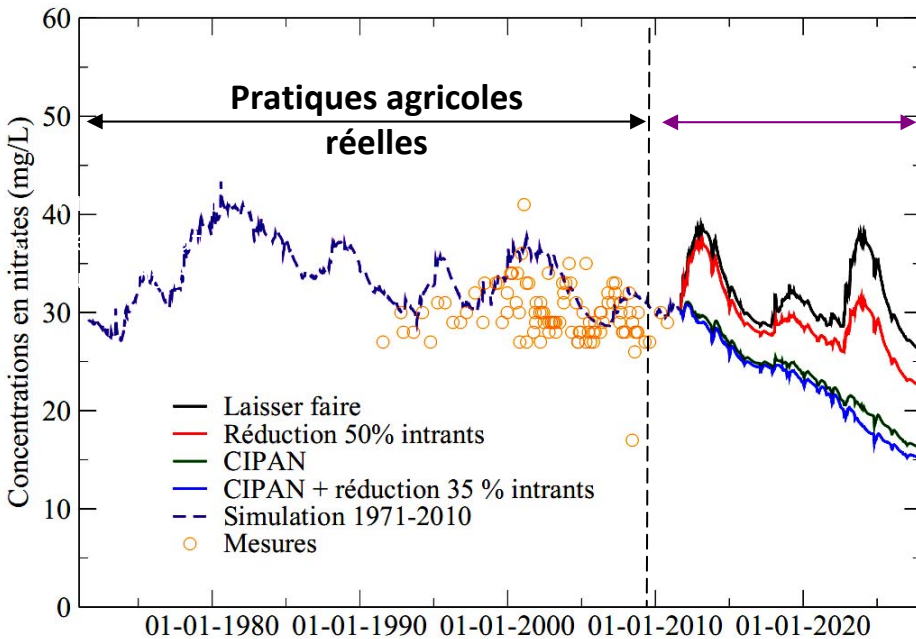 60
50
40
30
20
10
0
Concentrations en nitrates (mg/L)
Pratiques agricoles
réelles
Laisser faire
Réduction 50% intrants
CIPAN
CIPAN + réduction 35 % intrants
Simulation 1971-2010
Mesures
01-01-1980
01-01-1990
01-01-2000
01-01-2010
01-01-2020